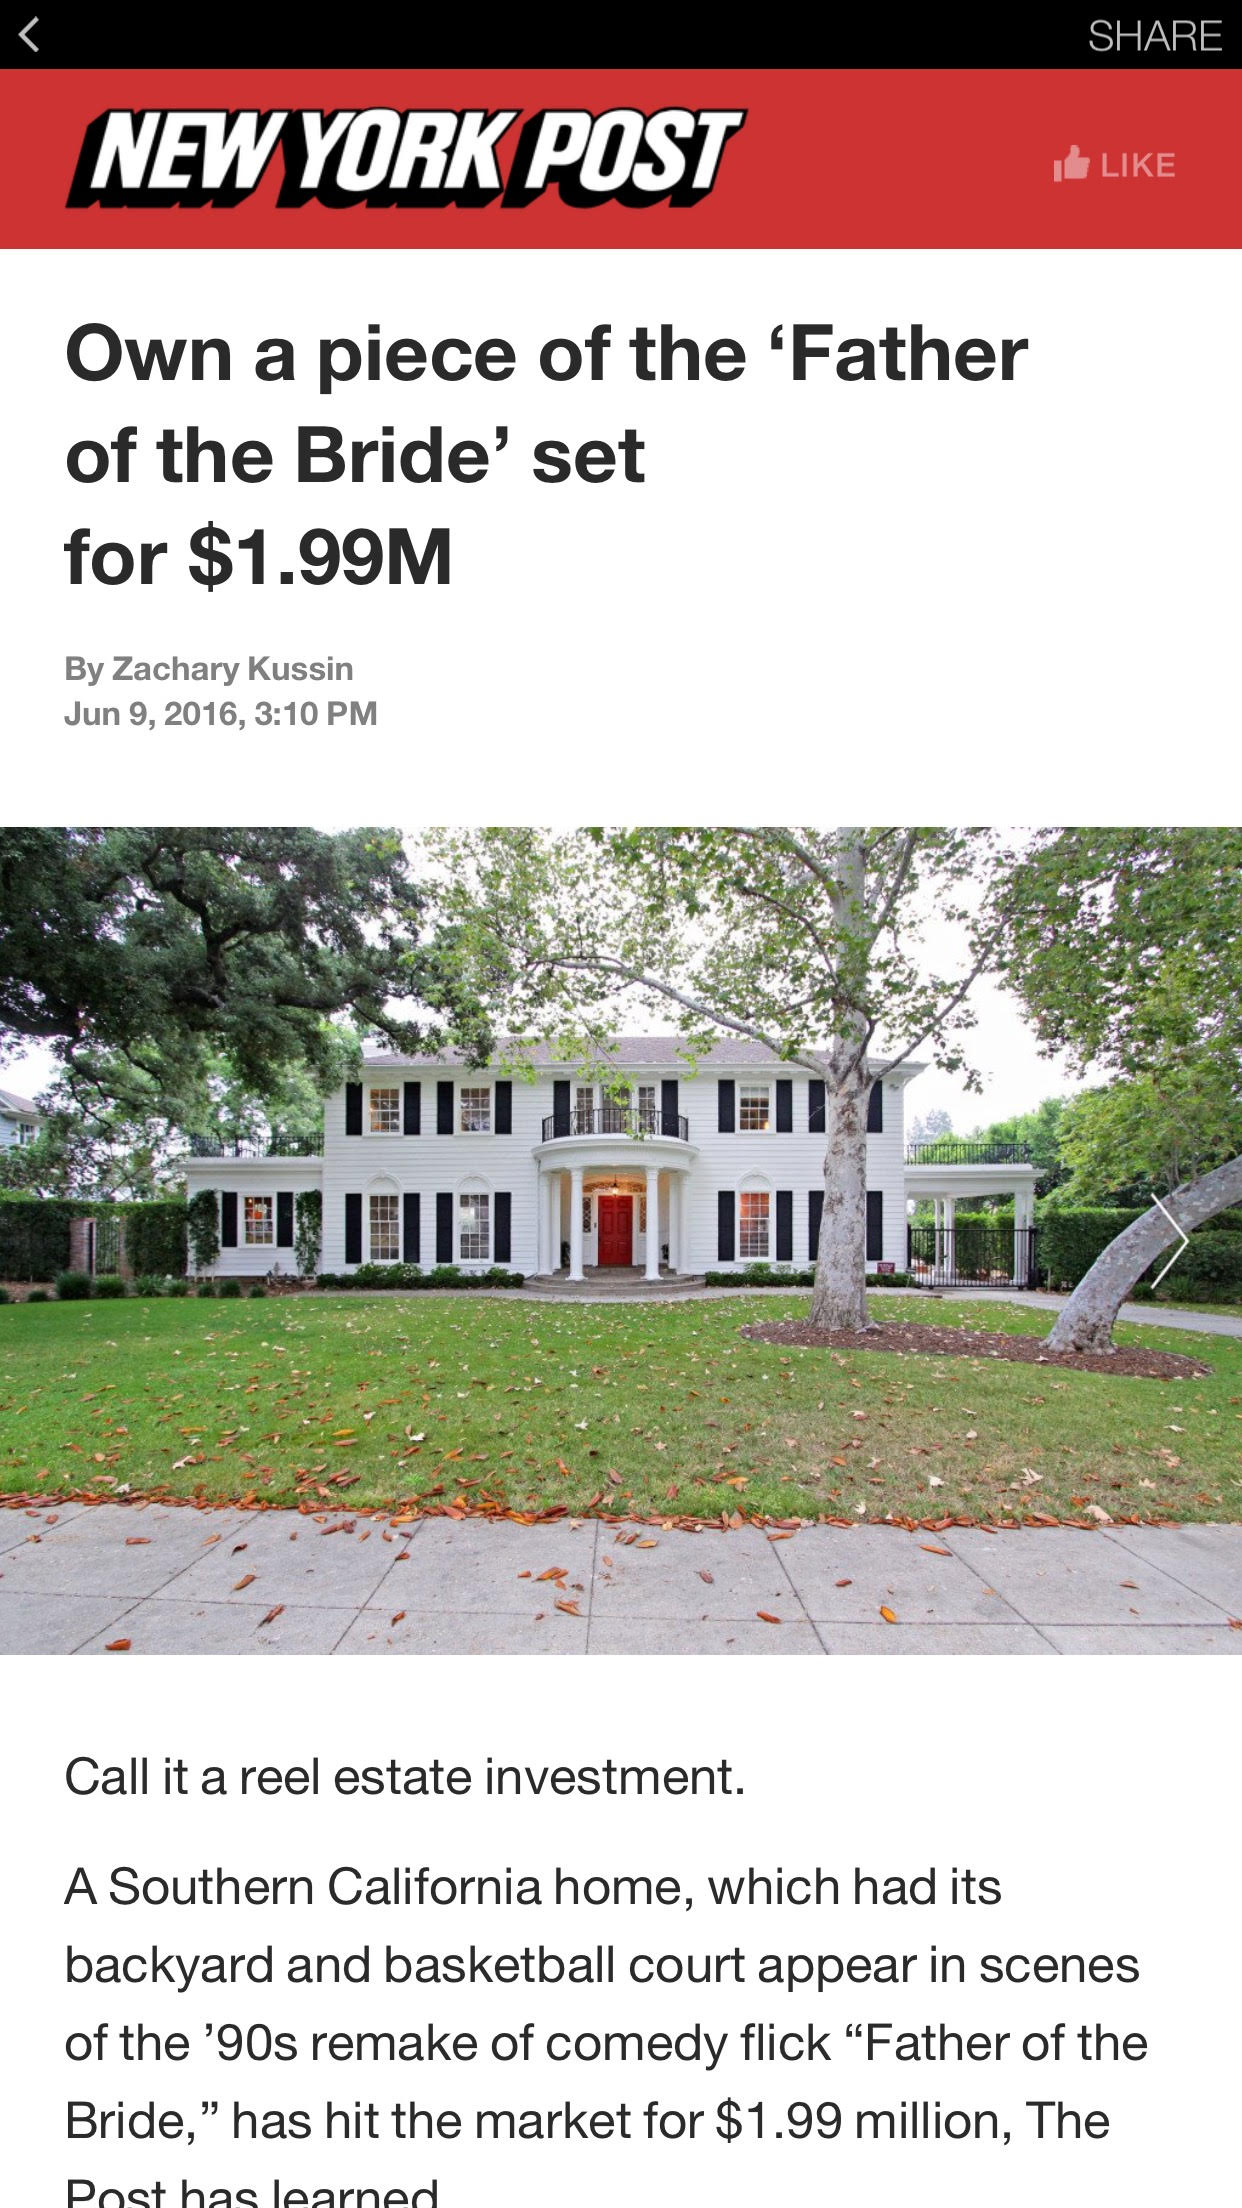 SHARE
NEW YORK POST
LIKE
Own a piece of the ‘Father
of the Bride’ set
for $1.99M
By Zachary Kussin
Jun 9, 2016, 3:10 PM
Call it a reel estate investment.
A Southern California home, which had its
backyard and basketball court appear in scenes
of the ’90s remake of comedy flick “Father of the
Bride,” has hit the market for $1.99 million, The
Post has learned